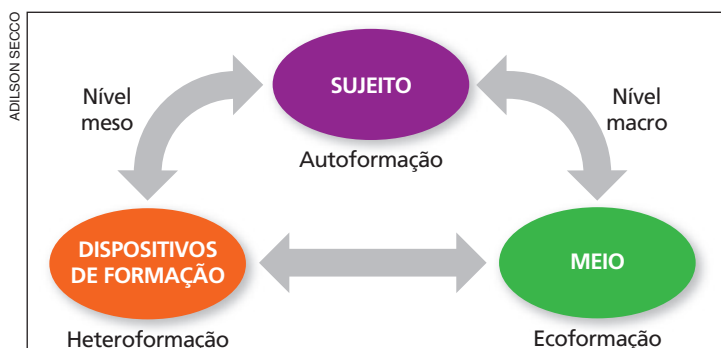 ADILSON SECCO
SUJEITO
Autoformação
Nível
meso
Nível
macro
DISPOSITIVOS
DE FORMAÇÃO
Heteroformação
MEIO
Ecoformação